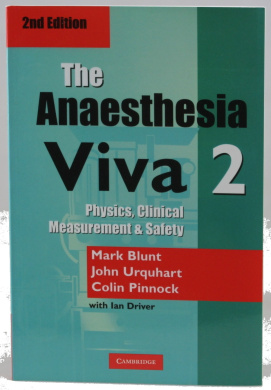 2nd Edition
The
Anaesthesia
Viva 2
Physics, Clinical
Measurement & Safety
Mark Blunt
John Urquhart
Colin Pinnock
with Ian Driver
CAMBRIDGE